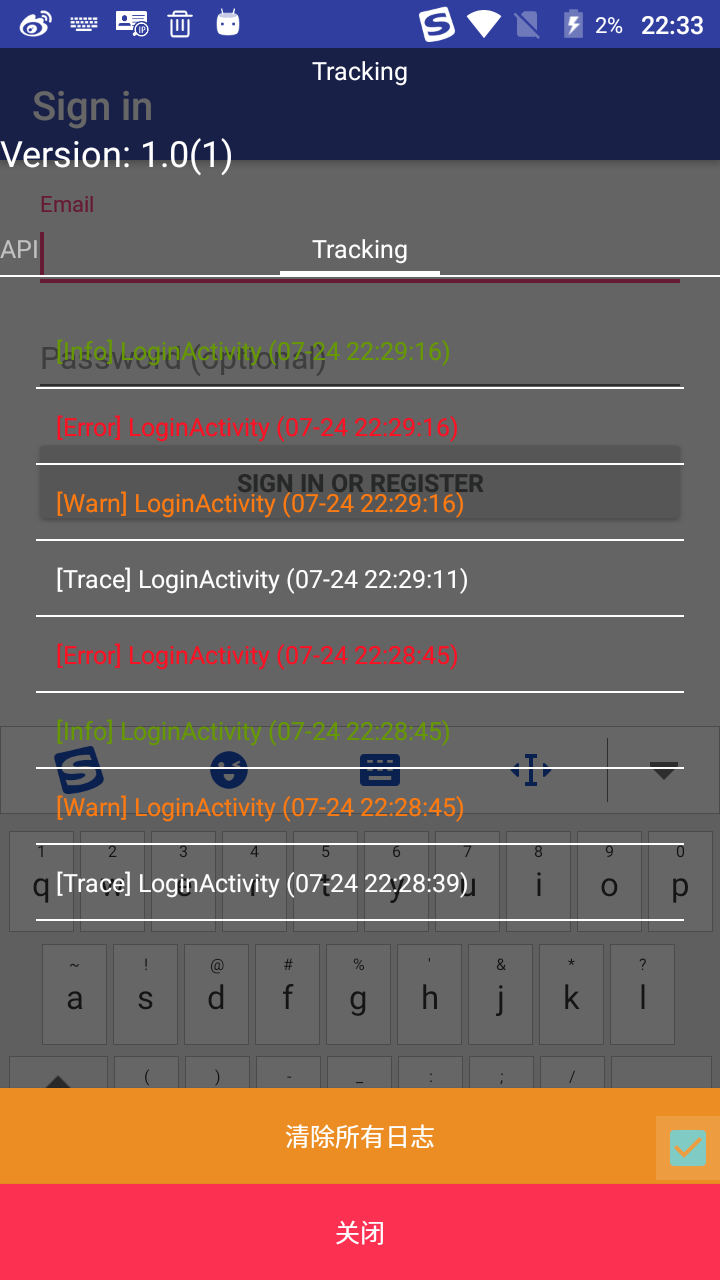 2% 22:33
Tracking
Sign in
Version: 1.0(1)
Email
API Tracking
[Info] LoginActivity (07-24 22:29:16)
Password (optional)
[Error] LoginActivity (07-24 22:29:16)
SIGN IN OR REGISTER
[Warn] LoginActivity (07-24 22:29:16)
[Trace] LoginActivity (07-24 22:29:11)
[Error] LoginActivity (07-24 22:28:45)
[Info] LoginActivity (07-24 22:28:45)
[Warn] LoginActivity (07-24 22:28:45)
1 2 3 4 5 6 7 8 9 0
q w e r t y u i o p
[Trace] LoginActivity (07-24 22:28:39)
~ ! @ # % ' & * ?
a s d f g h j k l
( ) - _ : ; /
清除所有日志
关闭